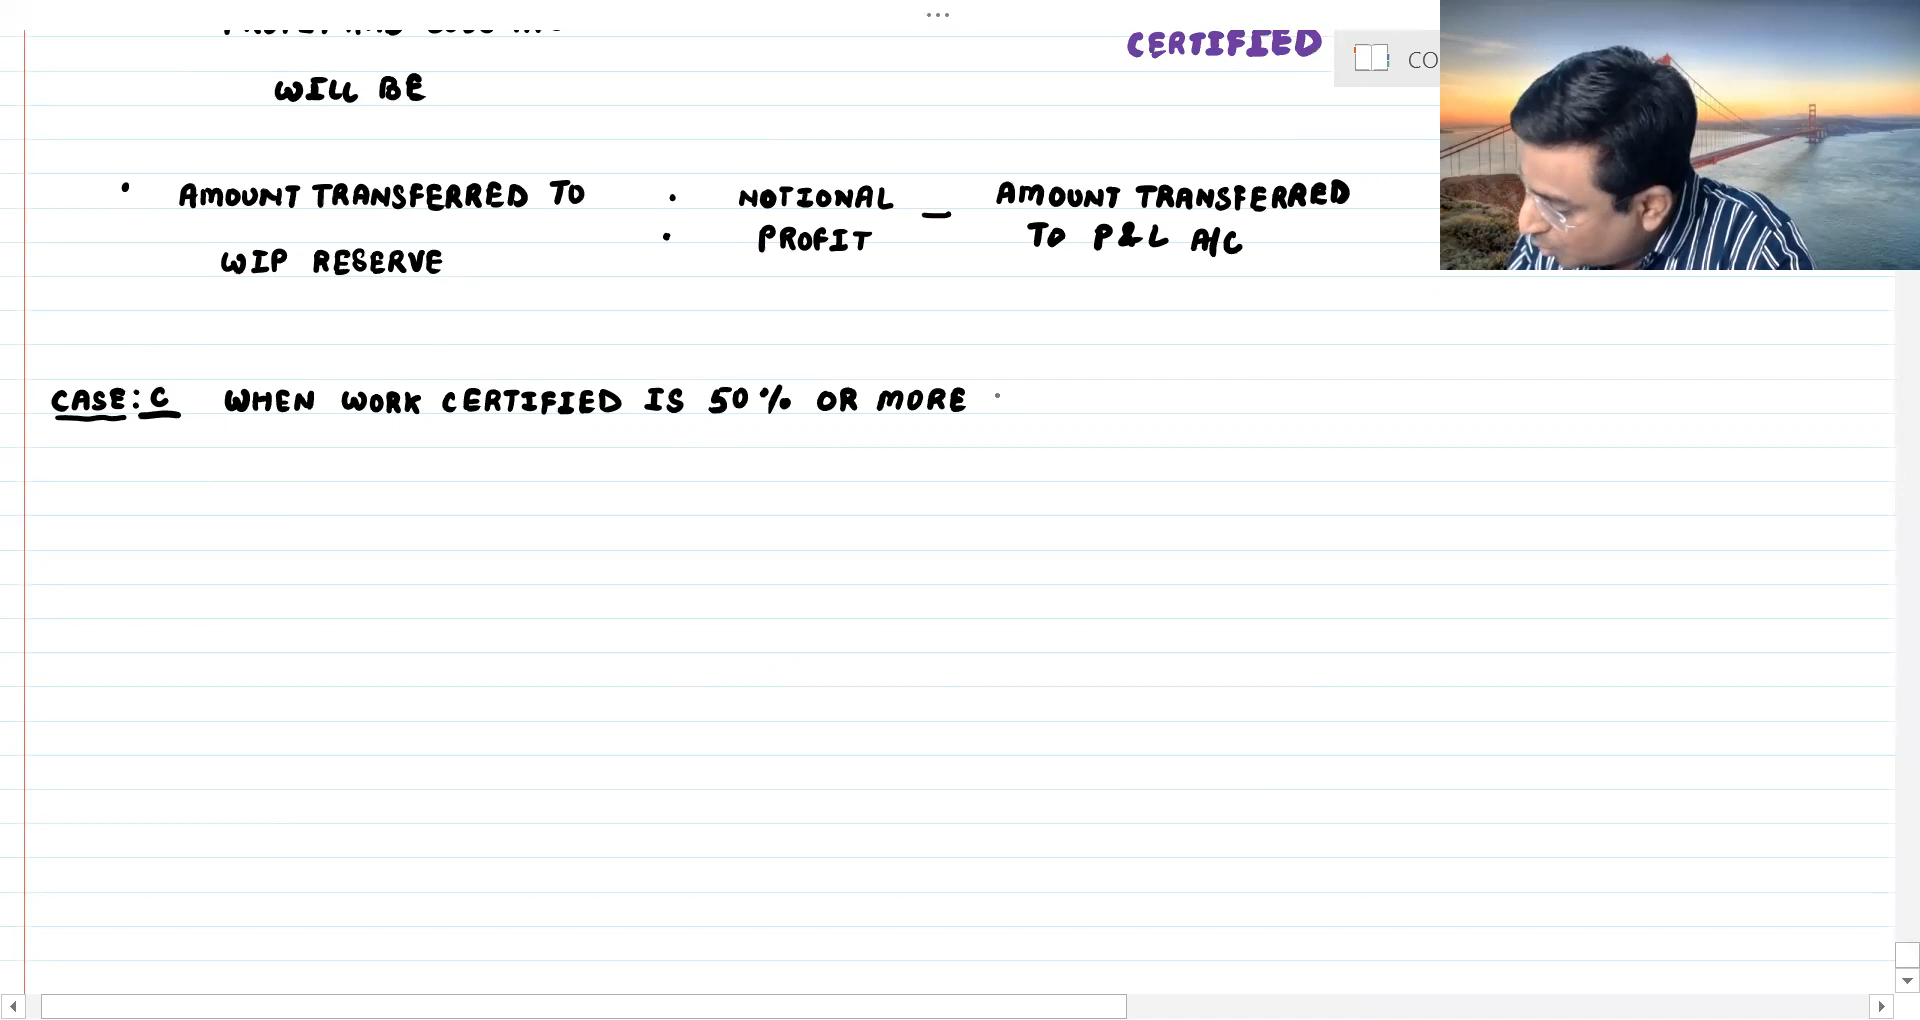 CERTIFIED
CO
WILL BE
• AMOUNT TRANSFERRED TO : NOTIONAL PROFIT — AMOUNT TRANSFERRED TO P&L A/C
WIP RESERVE
CASE: C WHEN WORK CERTIFIED IS 50% OR MORE